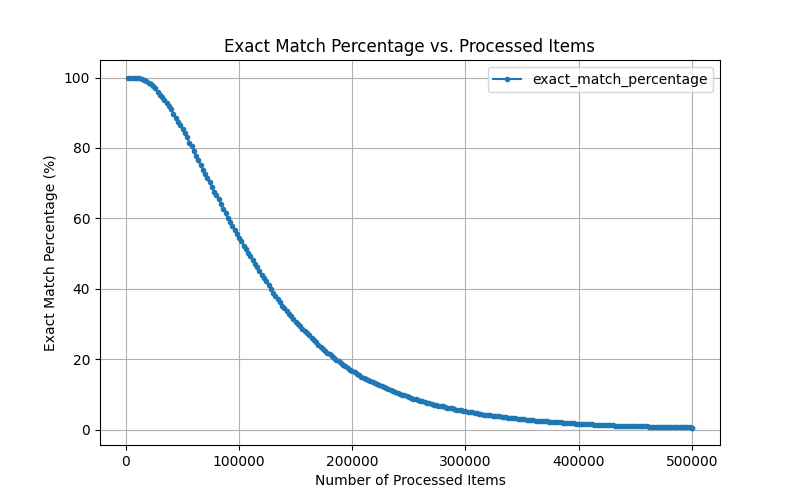 Exact Match Percentage vs. Processed Items
exact_match_percentage
Exact Match Percentage (%)
100
80
60
40
20
0
0 100000 200000 300000 400000 500000
Number of Processed Items